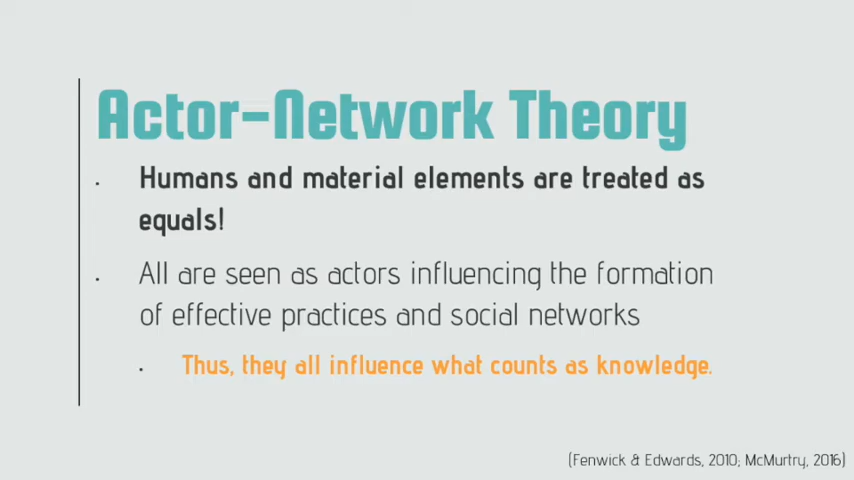 Actor-Network Theory
• Humans and material elements are treated as
equals!
• All are seen as actors influencing the formation
of effective practices and social networks
• Thus, they all influence what counts as knowledge.
(Fenwick & Edwards, 2010; McMurtry, 2016)